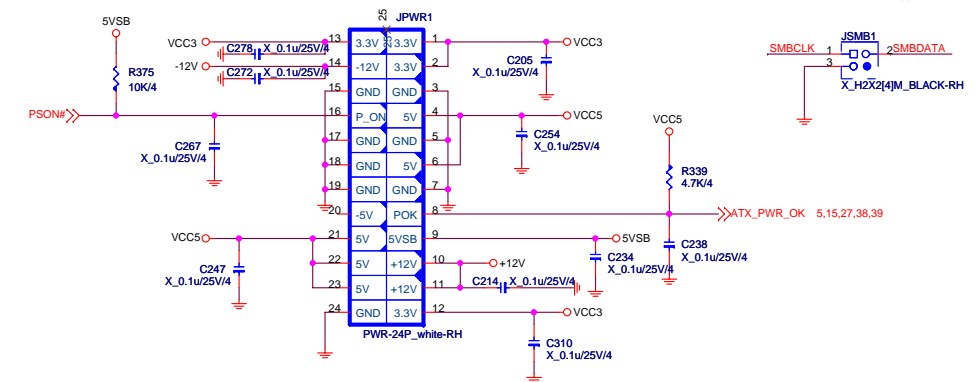 5VSB
25
JPWR1
25
R375
10K/4
PSON#
C267
X_0.1u/25V/4
VCC3
C278 X_0.1u/25V/4
-12V
C272 X_0.1u/25V/4
13 3.3V 3.3V 1
14 -12V 3.3V 2
15 GND GND 3
16 P_ON 5V 4
17 GND GND 5
18 GND 5V 6
19 GND GND 7
20 -5V POK 8
21 5V 5VSB 9
22 5V +12V 10
23 5V +12V 11
24 GND 3.3V 12
PWR-24P_white-RH
VCC5
C247
X_0.1u/25V/4
VCC3
C205
X_0.1u/25V/4
VCC5
C254
X_0.1u/25V/4
5VSB
C234
X_0.1u/25V/4
+12V
C214 X_0.1u/25V/4
VCC3
C310
X_0.1u/25V/4
VCC5
R339
4.7K/4
ATX_PWR_OK 5,15,27,38,39
C238
X_0.1u/25V/4
JSMB1
SMBCLK 1 2 SMBDATA
3
X_H2X2[4]M_BLACK-RH